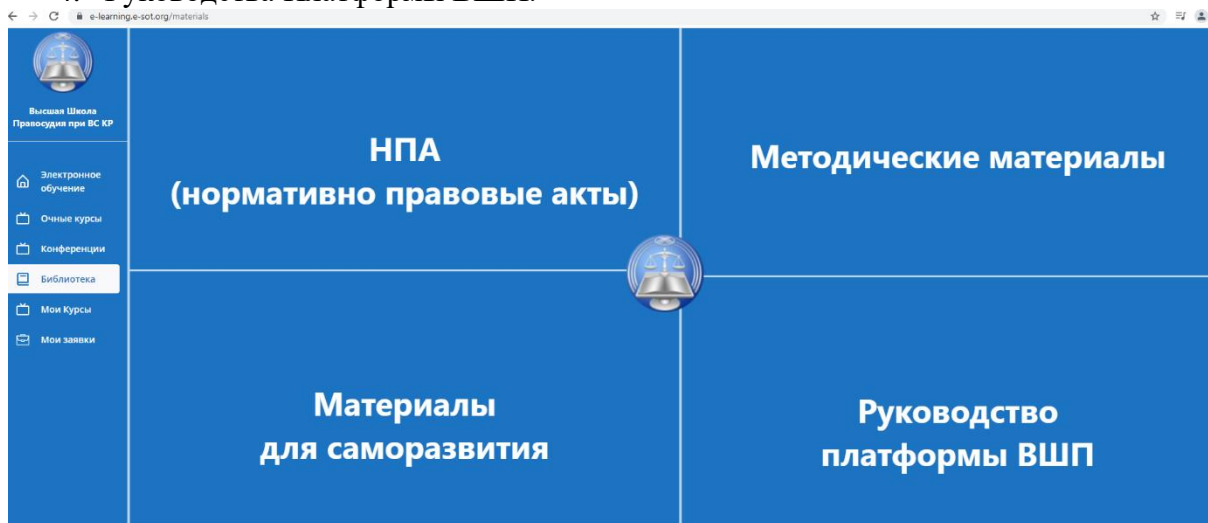 e-learning.e-sot.org/materials
Высшая Школа
Правосудия при ВС КР
Электронное
обучение
Очные курсы
Конференции
Библиотека
Мои Курсы
Мои заявки
НПА
(нормативно правовые акты)
Методические материалы
Материалы
для саморазвития
Руководство
платформы ВШП